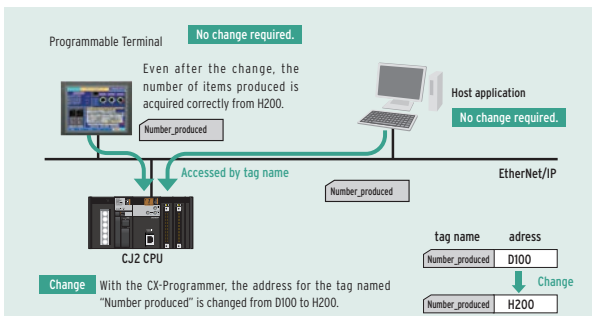 Programmable Terminal
No change required.
Even after the change, the
number of items produced is
acquired correctly from H200.
Number_produced
Host application
No change required.
Accessed by tag name
EtherNet/IP
Number_produced
CJ2 CPU
tag name adress
Number_produced D100
Change
Number_produced H200
Change With the CX-Programmer, the address for the tag named
"Number produced" is changed from D100 to H200.